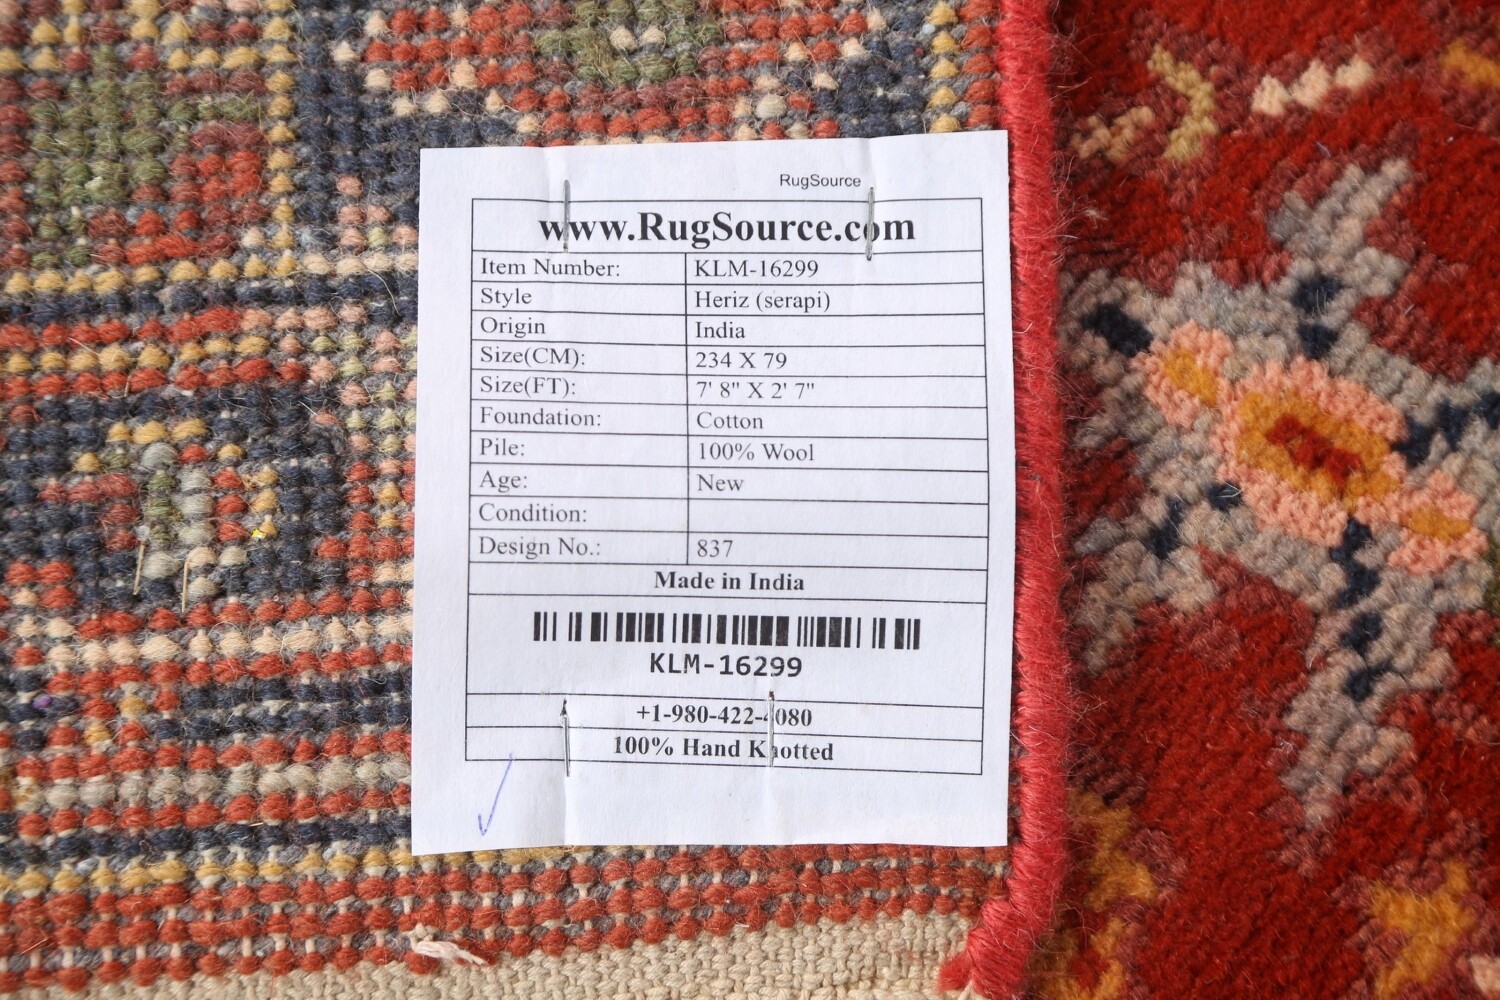 RugSource
www.RugSource.com
Item Number: KLM-16299
Style Heriz (serapi)
Origin India
Size(CM): 234 X 79
Size(FT): 7' 8" X 2' 7"
Foundation: Cotton
Pile: 100% Wool
Age: New
Condition:
Design No.: 837
Made in India
KLM-16299
+1-980-422-4080
100% Hand Knotted